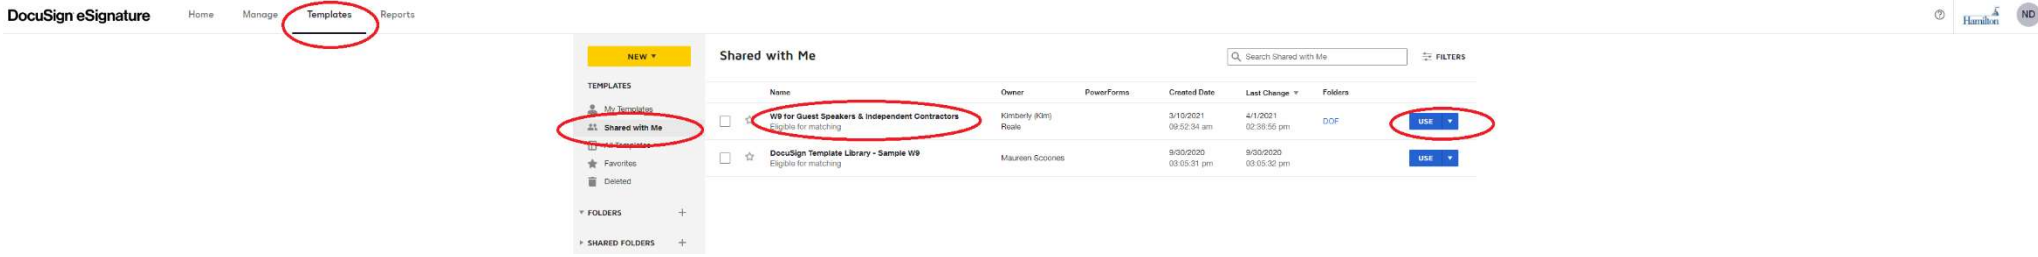 DocuSign eSignature Home Manage Templates Reports Hamilton ND
NEW
Shared with Me
Search Shared with Me
FILTERS
TEMPLATES
My Templates
Shared with Me
All Templates
Favorites
Deleted
FOLDERS
SHARED FOLDERS
Name Owner PowerForms Created Date Last Change Folders
W9 for Guest Speakers & Independent Contractors
Eligible for matching
Kimberly (Kim)
Reale
3/10/2021
09:52:34 am
4/1/2021
02:36:56 pm
DOF
USE
DocuSign Template Library - Sample W9
Eligible for matching
Maureen Scoones
9/30/2020
03:05:31 pm
9/30/2020
03:05:32 pm
USE